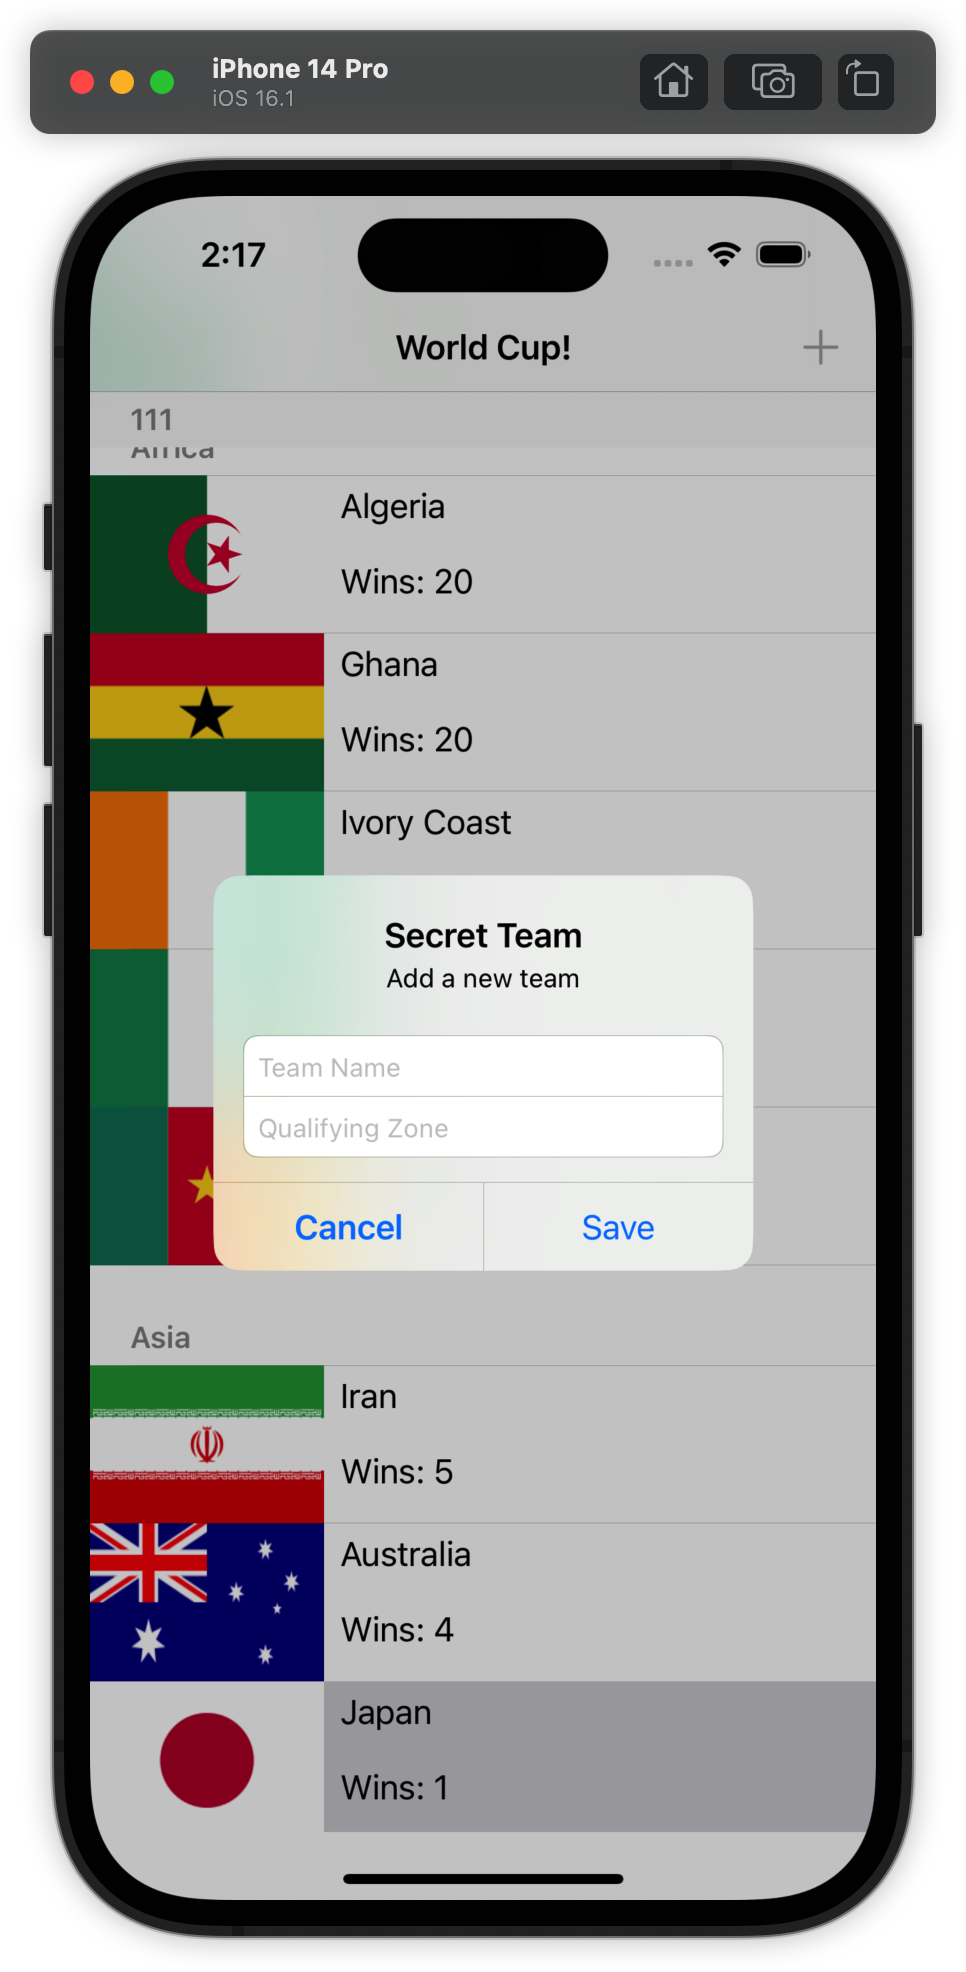 iPhone 14 Pro
iOS 16.1
2:17
World Cup!
111
Africa
Algeria
Wins: 20
Ghana
Wins: 20
Ivory Coast
Secret Team
Add a new team
Team Name
Qualifying Zone
Cancel
Save
Asia
Iran
Wins: 5
Australia
Wins: 4
Japan
Wins: 1